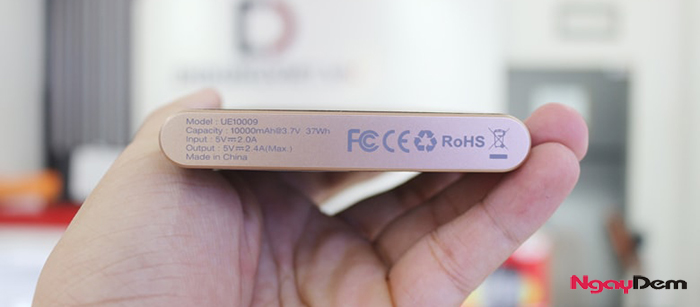 Model : UE10009
Capacity : 10000mAh@3.7V 37Wh
Input : 5V⎓2.0A
Output : 5V⎓2.4A(Max.)
Made in China
FC CE RoHS
NgayDem